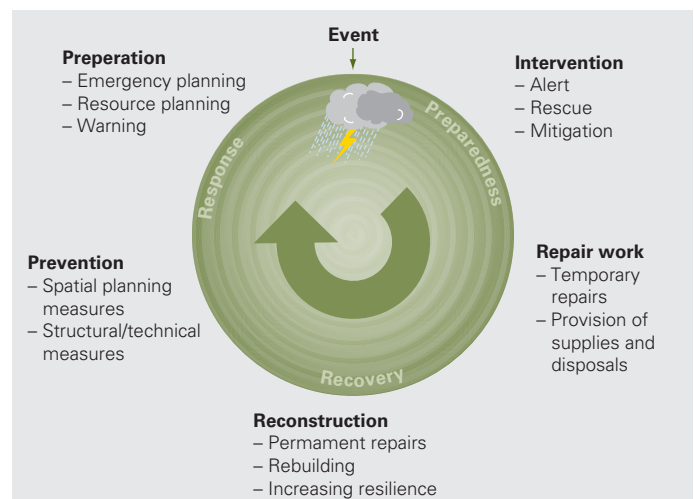 Event
Preperation
– Emergency planning
– Resource planning
– Warning
Intervention
– Alert
– Rescue
– Mitigation
Response
Preparedness
Prevention
– Spatial planning
measures
– Structural/technical
measures
Repair work
– Temporary
repairs
– Provision of
supplies and
disposals
Recovery
Reconstruction
– Permament repairs
– Rebuilding
– Increasing resilience